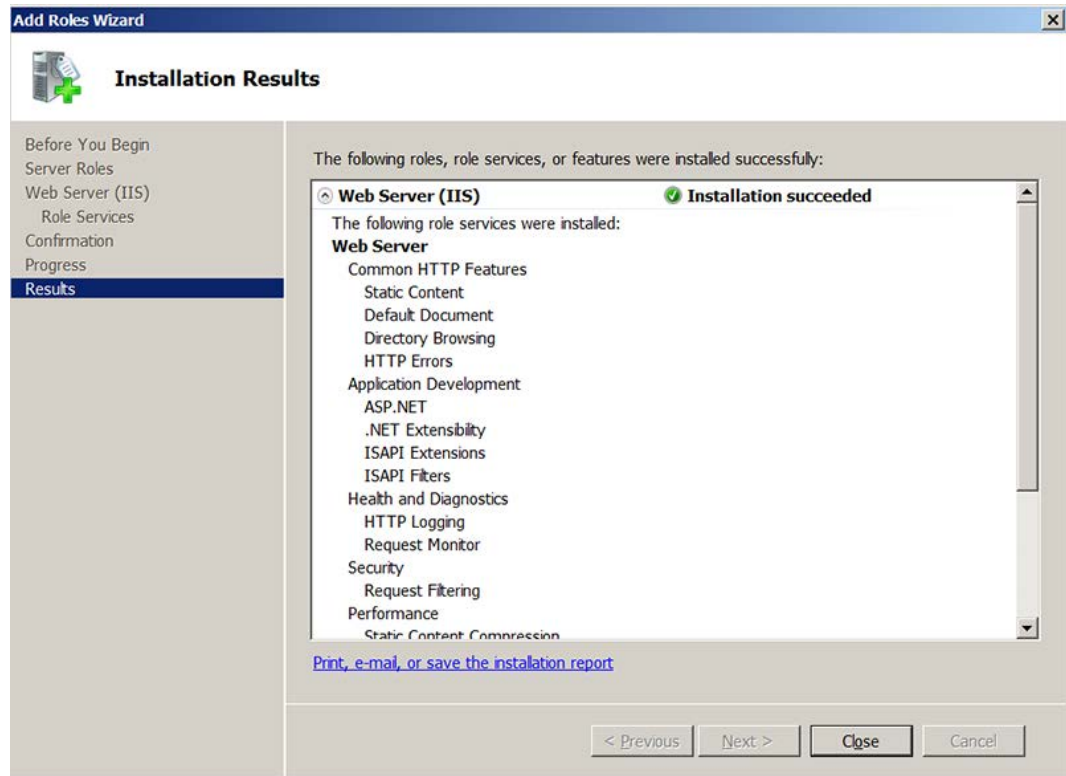 Add Roles Wizard
Installation Results
Before You Begin
Server Roles
Web Server (IIS)
Role Services
Confirmation
Progress
Results
The following roles, role services, or features were installed successfully:
Web Server (IIS) Installation succeeded
The following role services were installed:
Web Server
Common HTTP Features
Static Content
Default Document
Directory Browsing
HTTP Errors
Application Development
ASP.NET
.NET Extensibility
ISAPI Extensions
ISAPI Filters
Health and Diagnostics
HTTP Logging
Request Monitor
Security
Request Filtering
Performance
Static Content Compression
Print, e-mail, or save the installation report
< Previous Next > Close Cancel